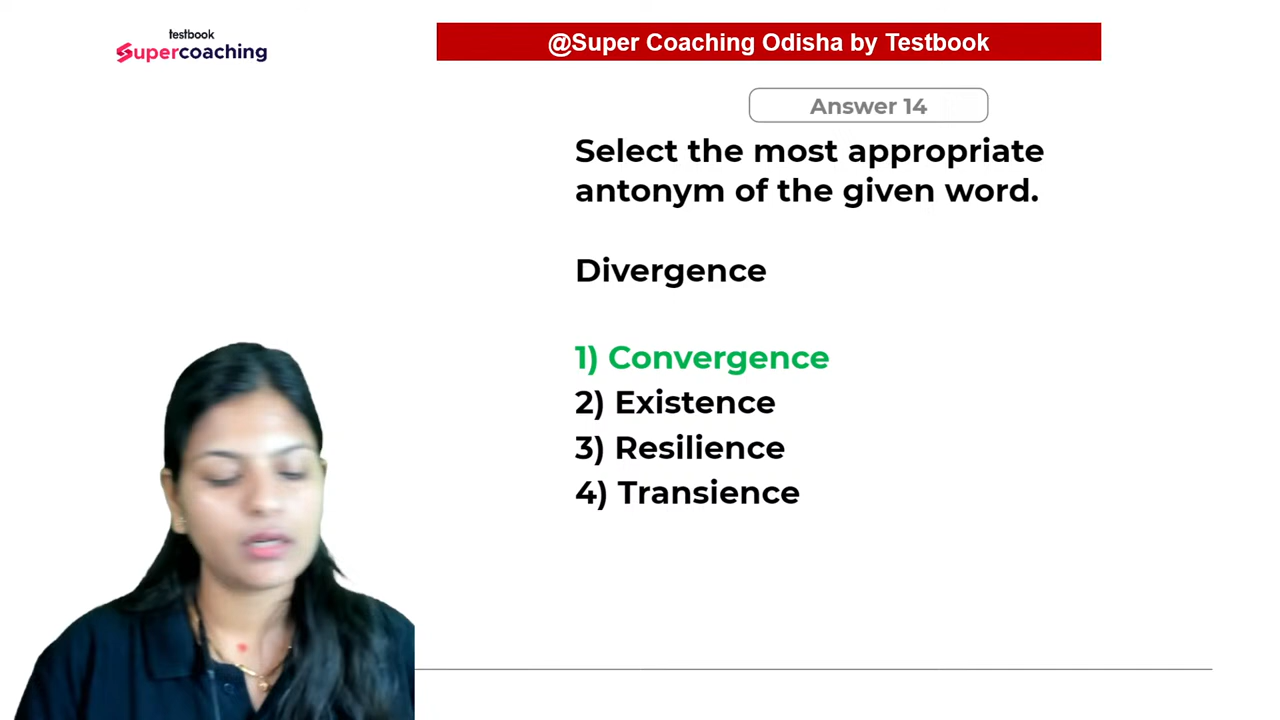 testbook
Supercoaching
@Super Coaching Odisha by Testbook
Answer 14
Select the most appropriate
antonym of the given word.
Divergence
1) Convergence
2) Existence
3) Resilience
4) Transience